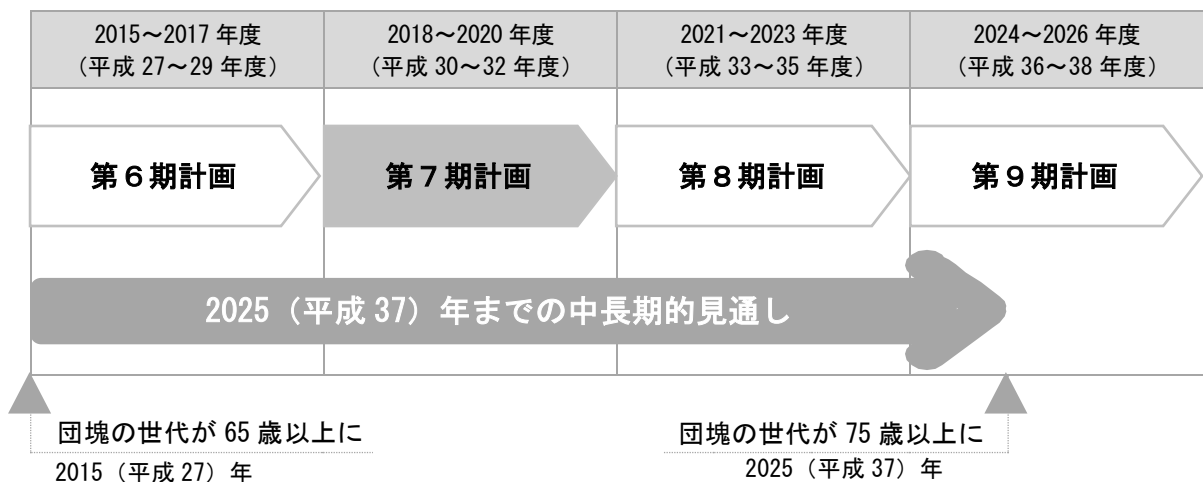 2015～2017 年度
（平成 27～29 年度）
2018～2020 年度
（平成 30～32 年度）
2021～2023 年度
（平成 33～35 年度）
2024～2026 年度
（平成 36～38 年度）
第６期計画
第７期計画
第８期計画
第９期計画
2025（平成 37）年までの中長期的見通し
団塊の世代が 65 歳以上に
2015（平成 27）年
団塊の世代が 75 歳以上に
2025（平成 37）年